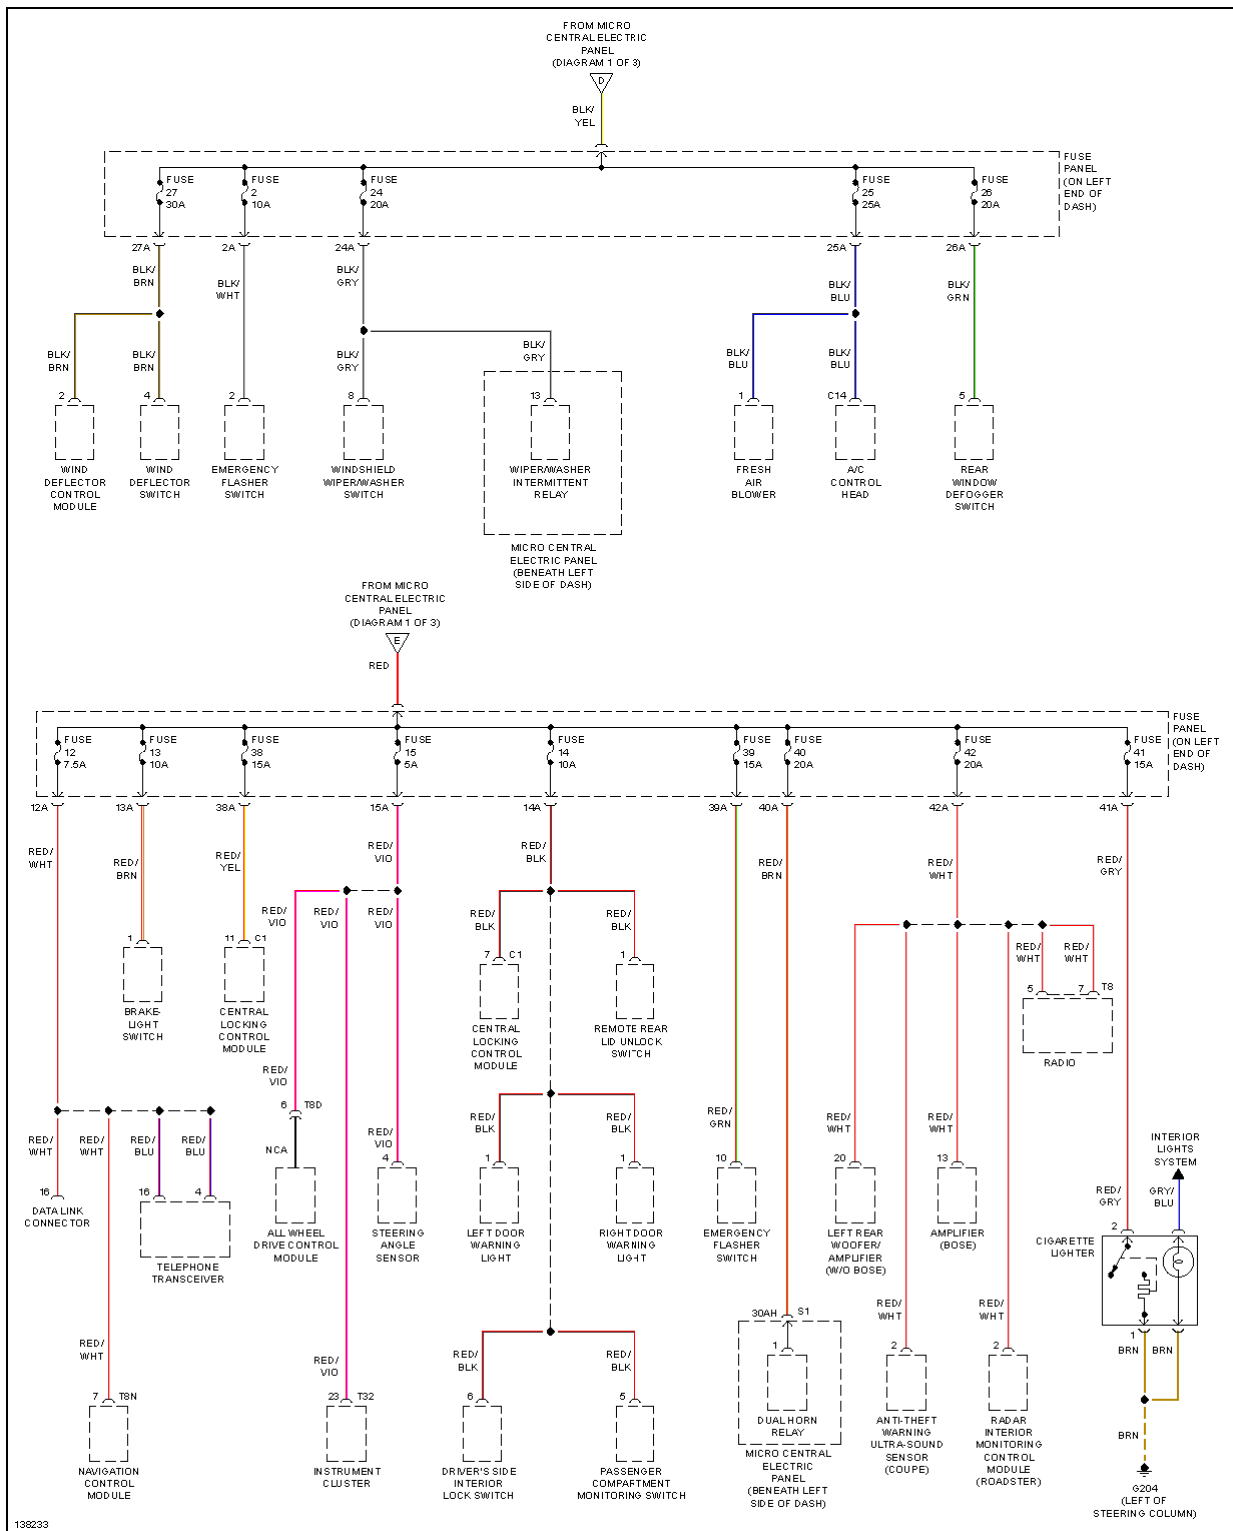 FROM MICRO
CENTRAL ELECTRIC
PANEL
(DIAGRAM 1 OF 3)
D
BLK/
YEL
FUSE
PANEL
(ON LEFT
END OF
DASH)
FUSE
27
30A
FUSE
2
10A
FUSE
24
20A
FUSE
25
25A
FUSE
26
20A
27A
2A
24A
25A
26A
BLK/
BRN
BLK/
WHT
BLK/
GRY
BLK/
BLU
BLK/
GRN
BLK/
BRN
BLK/
BRN
BLK/
GRY
BLK/
GRY
BLK/
BLU
BLK/
BLU
2
4
2
8
13
1
C14
5
WIND
DEFLECTOR
CONTROL
MODULE
WIND
DEFLECTOR
SWITCH
EMERGENCY
FLASHER
SWITCH
WINDSHIELD
WIPER/WASHER
SWITCH
WIPER/WASHER
INTERMITTENT
RELAY
FRESH
AIR
BLOWER
A/C
CONTROL
HEAD
REAR
WINDOW
DEFOGGER
SWITCH
MICRO CENTRAL
ELECTRIC PANEL
(BENEATH LEFT
SIDE OF DASH)
FROM MICRO
CENTRAL ELECTRIC
PANEL
(DIAGRAM 1 OF 3)
E
RED
FUSE
PANEL
(ON LEFT
END OF
DASH)
FUSE
12
7.5A
FUSE
13
10A
FUSE
38
15A
FUSE
15
5A
FUSE
14
10A
FUSE
39
15A
FUSE
40
20A
FUSE
42
20A
FUSE
41
15A
12A
13A
38A
15A
14A
39A
40A
42A
41A
RED/
WHT
RED/
BRN
RED/
YEL
RED/
VIO
RED/
BLK
RED/
BRN
RED/
WHT
RED/
GRY
RED/
VIO
RED/
VIO
RED/
VIO
RED/
BLK
RED/
BLK
RED/
WHT
RED/
WHT
1
11 C1
7 C1
1
5
7 T8
BRAKE-
LIGHT
SWITCH
CENTRAL
LOCKING
CONTROL
MODULE
CENTRAL
LOCKING
CONTROL
MODULE
REMOTE REAR
LID UNLOCK
SWITCH
RADIO
RED/
VIO
6 T8D
RED/
WHT
RED/
WHT
RED/
BLU
RED/
BLU
NCA
RED/
VIO
RED/
BLK
RED/
BLK
RED/
GRN
RED/
WHT
RED/
WHT
INTERIOR
LIGHTS
SYSTEM
16
16
4
4
1
1
10
20
13
RED/
GRY
GRY/
BLU
DATA LINK
CONNECTOR
TELEPHONE
TRANSCEIVER
ALL WHEEL
DRIVE CONTROL
MODULE
STEERING
ANGLE
SENSOR
LEFT DOOR
WARNING
LIGHT
RIGHT DOOR
WARNING
LIGHT
EMERGENCY
FLASHER
SWITCH
LEFT REAR
WOOFER/
AMPLIFIER
(W/O BOSE)
AMPLIFIER
(BOSE)
2
CIGARETTE
LIGHTER
RED/
WHT
RED/
VIO
RED/
BLK
RED/
BLK
30AH S1
RED/
WHT
RED/
WHT
1
BRN
BRN
7 T8N
23 T32
6
5
1
2
2
NAVIGATION
CONTROL
MODULE
INSTRUMENT
CLUSTER
DRIVER'S SIDE
INTERIOR
LOCK SWITCH
PASSENGER
COMPARTMENT
MONITORING SWITCH
DUAL HORN
RELAY
MICRO CENTRAL
ELECTRIC
PANEL
(BENEATH LEFT
SIDE OF DASH)
ANTI-THEFT
WARNING
ULTRA-SOUND
SENSOR
(COUPE)
RADAR
INTERIOR
MONITORING
CONTROL
MODULE
(ROADSTER)
BRN
G204
(LEFT OF
STEERING COLUMN)
138233